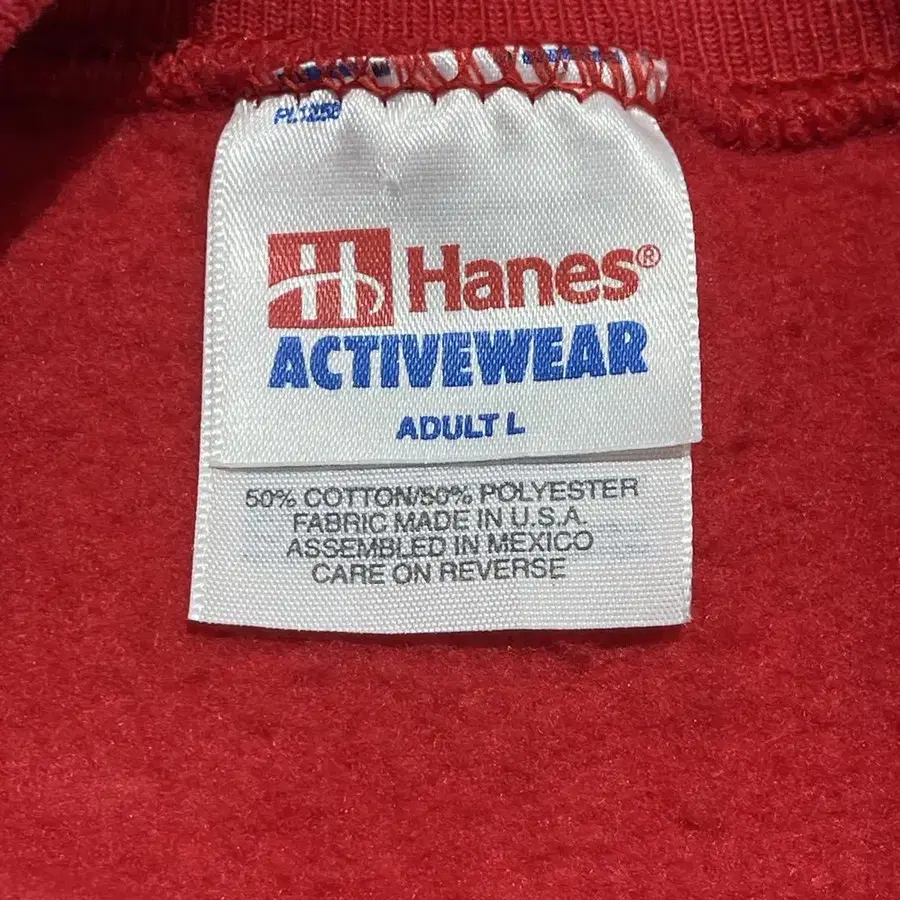 Hanes®
ACTIVEWEAR
ADULT L
50% COTTON/50% POLYESTER
FABRIC MADE IN U.S.A.
ASSEMBLED IN MEXICO
CARE ON REVERSE